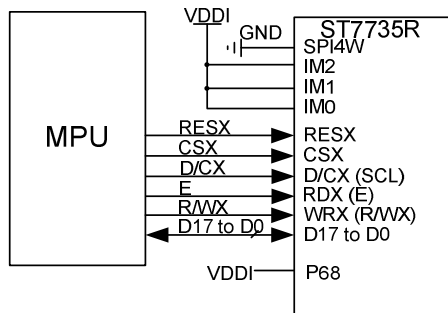 VDDI
ST7735R
GND
SPI4W
IM2
IM1
IM0
MPU
RESX
RESX
CSX
CSX
D/CX
D/CX (SCL)
E
RDX (E)
R/WX
WRX (R/WX)
D17 to D0
D17 to D0
VDDI
P68